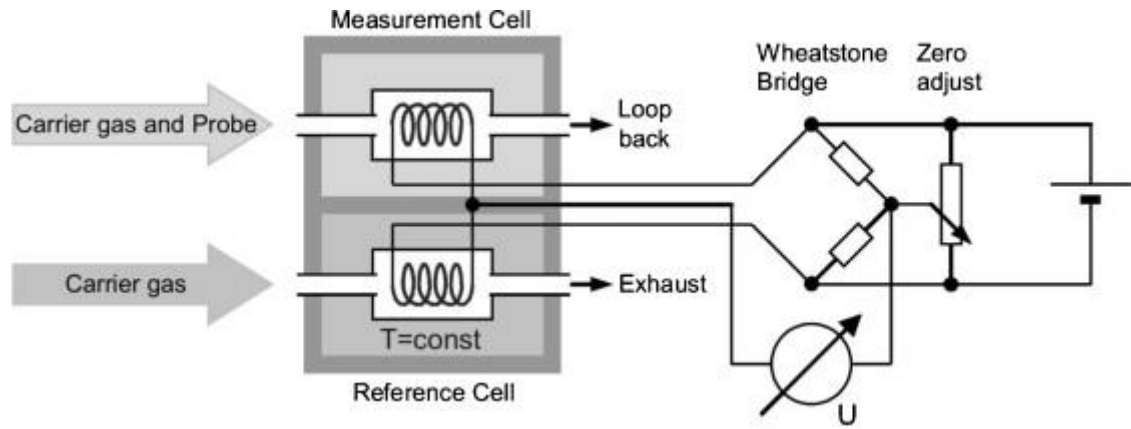 Measurement Cell
Carrier gas and Probe
Loop
back
Wheatstone
Bridge
Zero
adjust
Carrier gas
Exhaust
T=const
Reference Cell
U